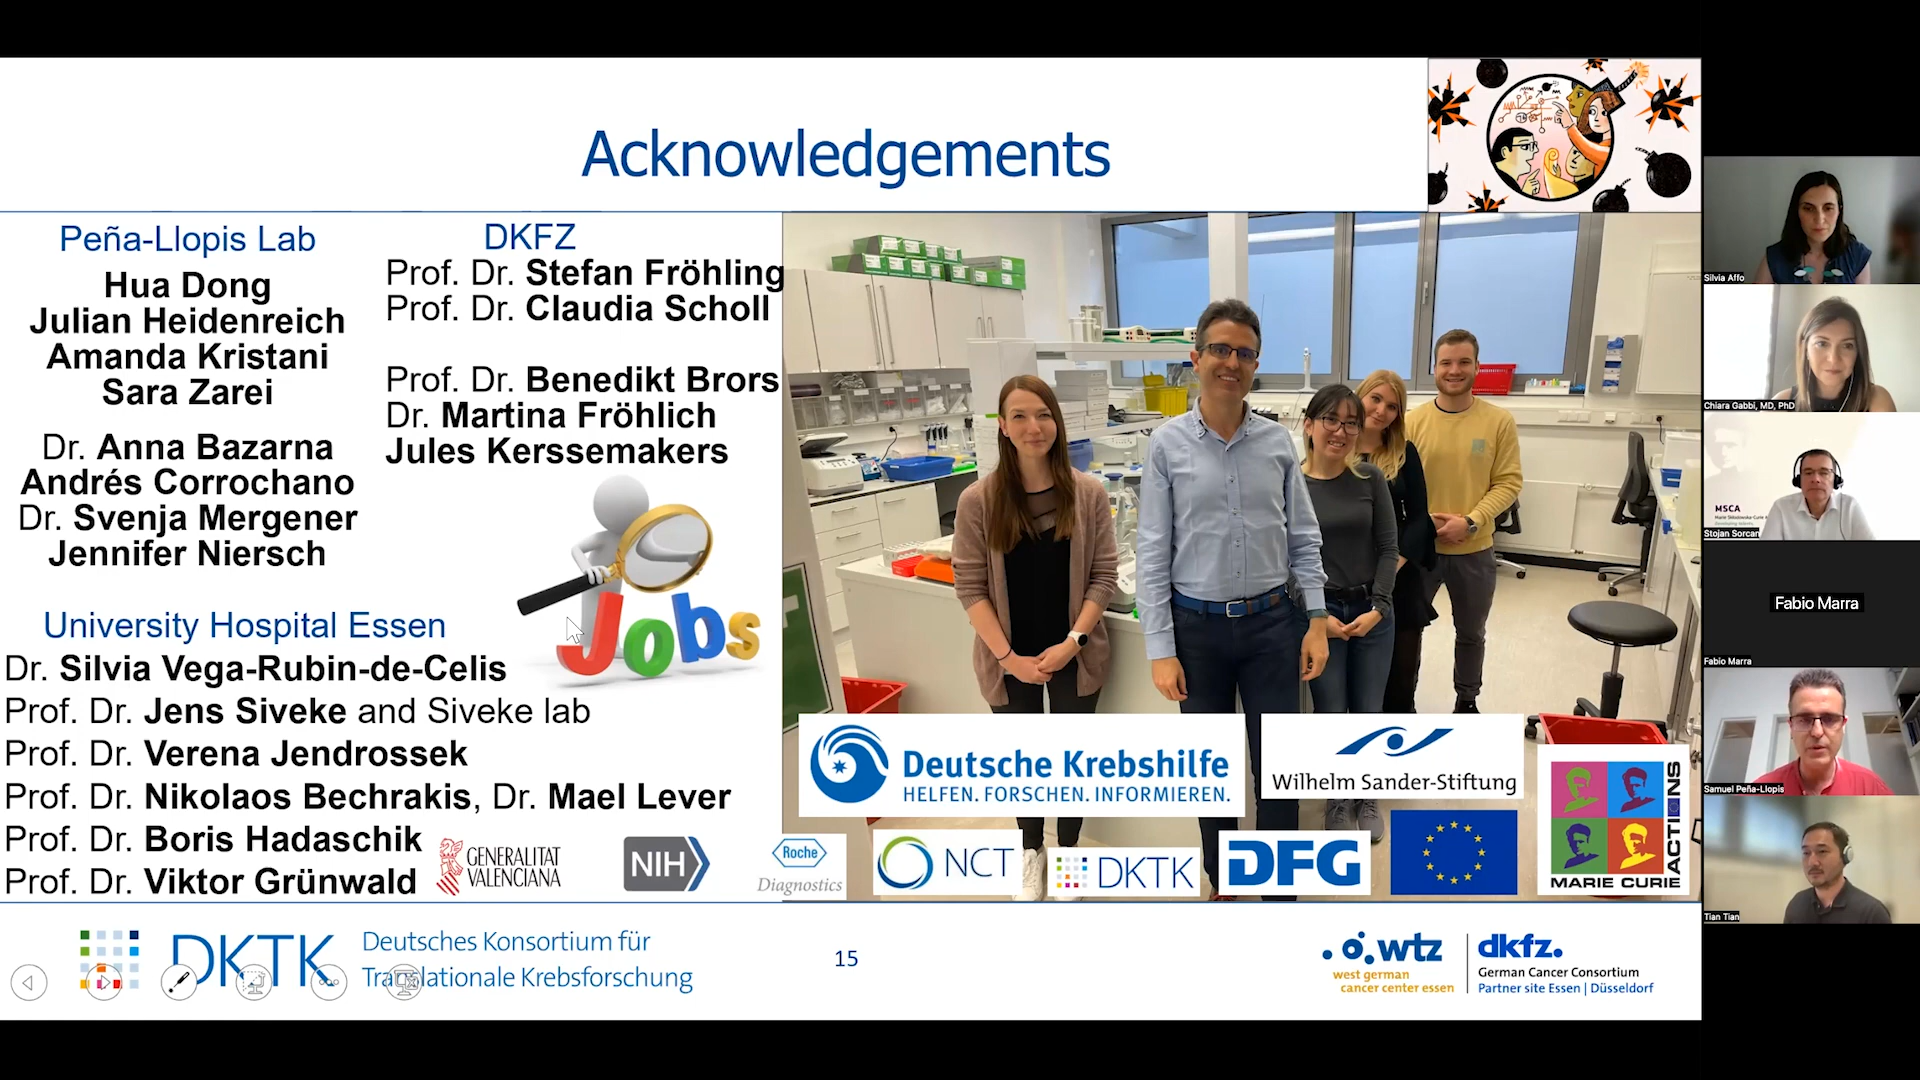 Acknowledgements
Peña-Llopis Lab
Hua Dong
Julian Heidenreich
Amanda Kristani
Sara Zarei
Dr. Anna Bazarna
Andrés Corrochano
Dr. Svenja Mergener
Jennifer Niersch
DKFZ
Prof. Dr. Stefan Fröhling
Prof. Dr. Claudia Scholl
Prof. Dr. Benedikt Brors
Dr. Martina Fröhlich
Jules Kerssemakers
Jobs
University Hospital Essen
Dr. Silvia Vega-Rubin-de-Celis
Prof. Dr. Jens Siveke and Siveke lab
Prof. Dr. Verena Jendrossek
Prof. Dr. Nikolaos Bechrakis, Dr. Mael Lever
Prof. Dr. Boris Hadaschik
Prof. Dr. Viktor Grünwald
GENERALITAT
VALENCIANA
NIH
Roche
Diagnostics
Deutsche Krebshilfe
HELFEN. FORSCHEN. INFORMIEREN.
Wilhelm Sander-Stiftung
NCT
DKTK
DFG
MARIE CURIE
ACTIONS
DKTK
Deutsches Konsortium für
Translationale Krebsforschung
15
wtz
west german
cancer center essen
dkfz.
German Cancer Consortium
Partner site Essen | Düsseldorf
Silvia Affo
Chiara Gabbi, MD, PhD
MSCA
Stojan Sorcan
Fabio Marra
Fabio Marra
Samuel Peña-Llopis
Tian Tian